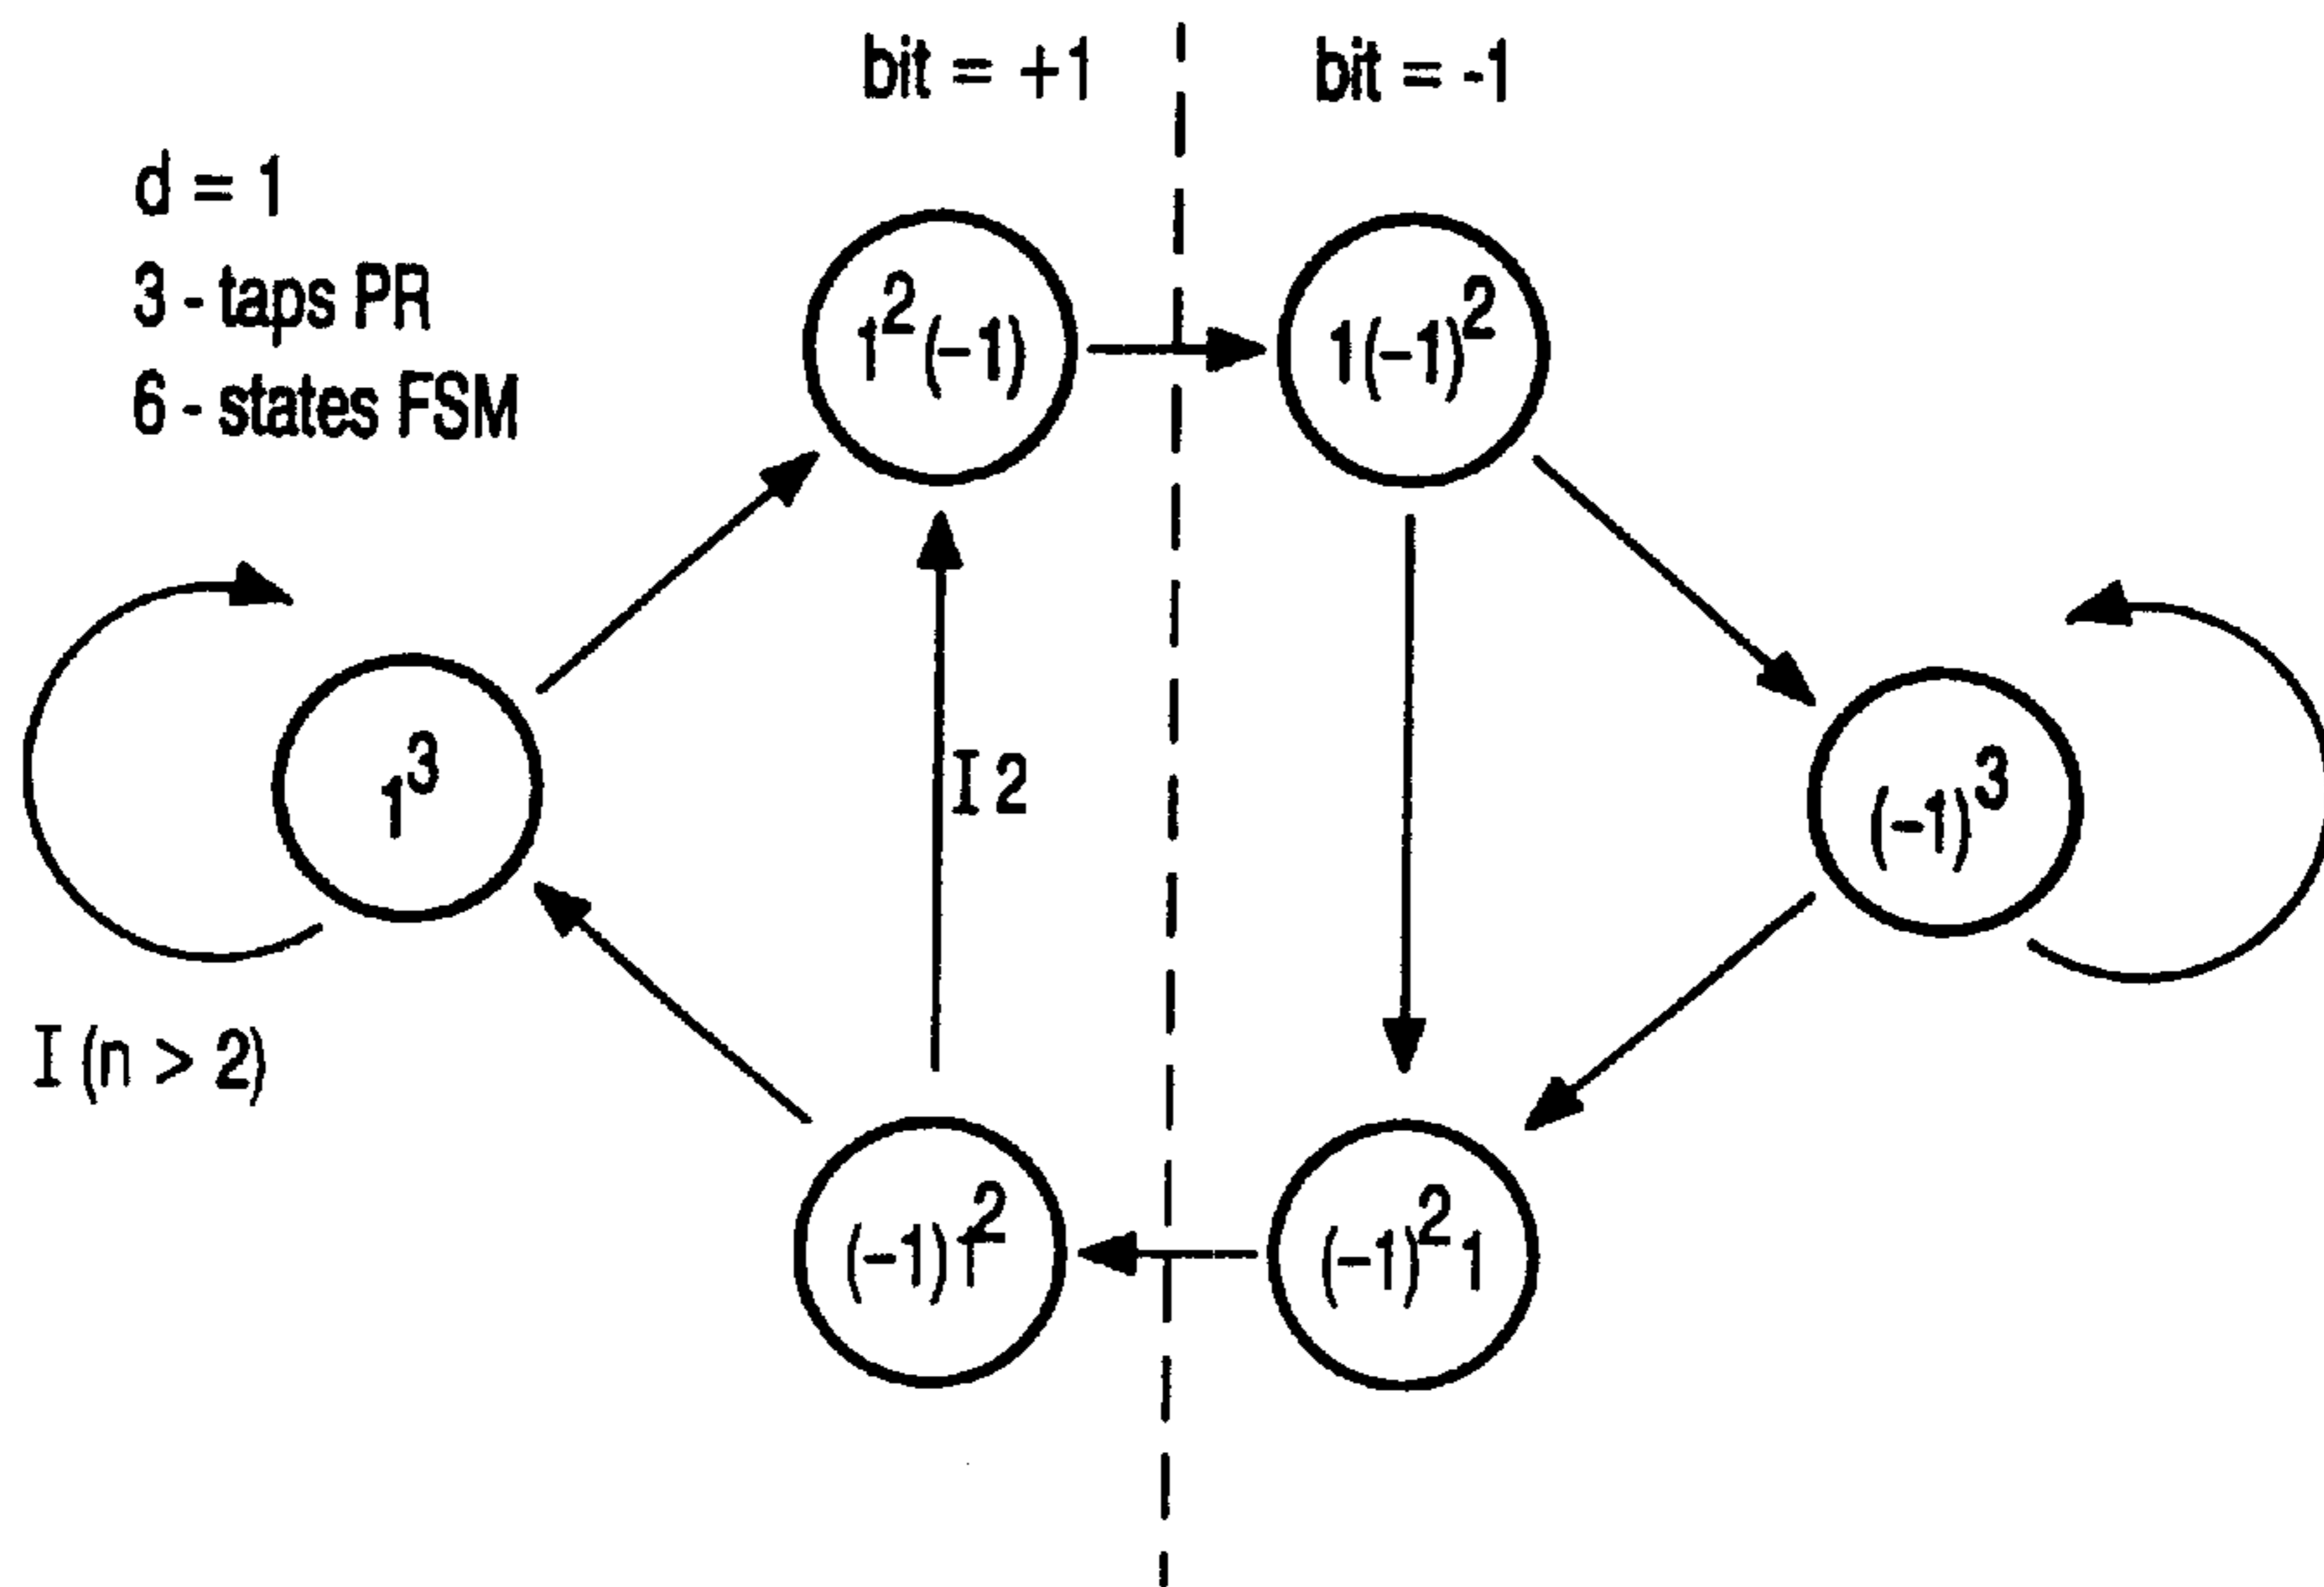 bit = +1
bit = -1
d = 1
3 - taps PR
6 - states FSM
1²(-1)
1(-1)²
1³
I2
(-1)³
I(n > 2)
(-1)1²
(-1)²1